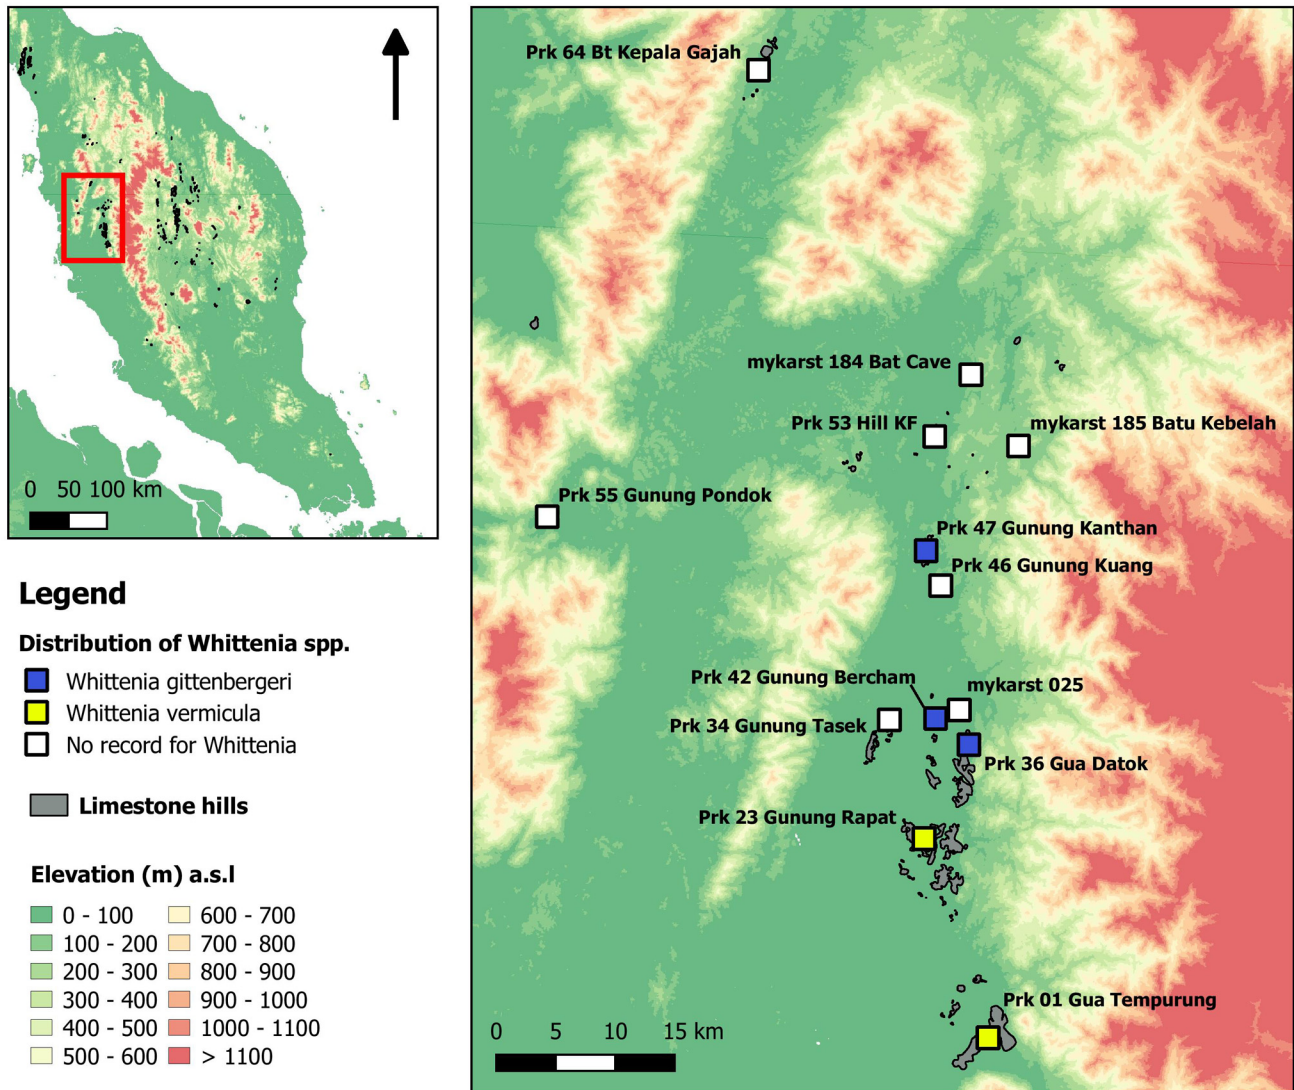 0 50 100 km
Legend
Distribution of Whittenia spp.
Whittenia gittenbergeri
Whittenia vermicula
No record for Whittenia
Limestone hills
Elevation (m) a.s.l
0 - 100
100 - 200
200 - 300
300 - 400
400 - 500
500 - 600
600 - 700
700 - 800
800 - 900
900 - 1000
1000 - 1100
> 1100
Prk 64 Bt Kepala Gajah
mykarst 184 Bat Cave
Prk 53 Hill KF
mykarst 185 Batu Kebelah
Prk 55 Gunung Pondok
Prk 47 Gunung Kanthan
Prk 46 Gunung Kuang
Prk 42 Gunung Bercham
mykarst 025
Prk 34 Gunung Tasek
Prk 36 Gua Datok
Prk 23 Gunung Rapat
Prk 01 Gua Tempurung
0 5 10 15 km